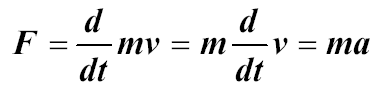 F = d/dt mv = m d/dt v = ma